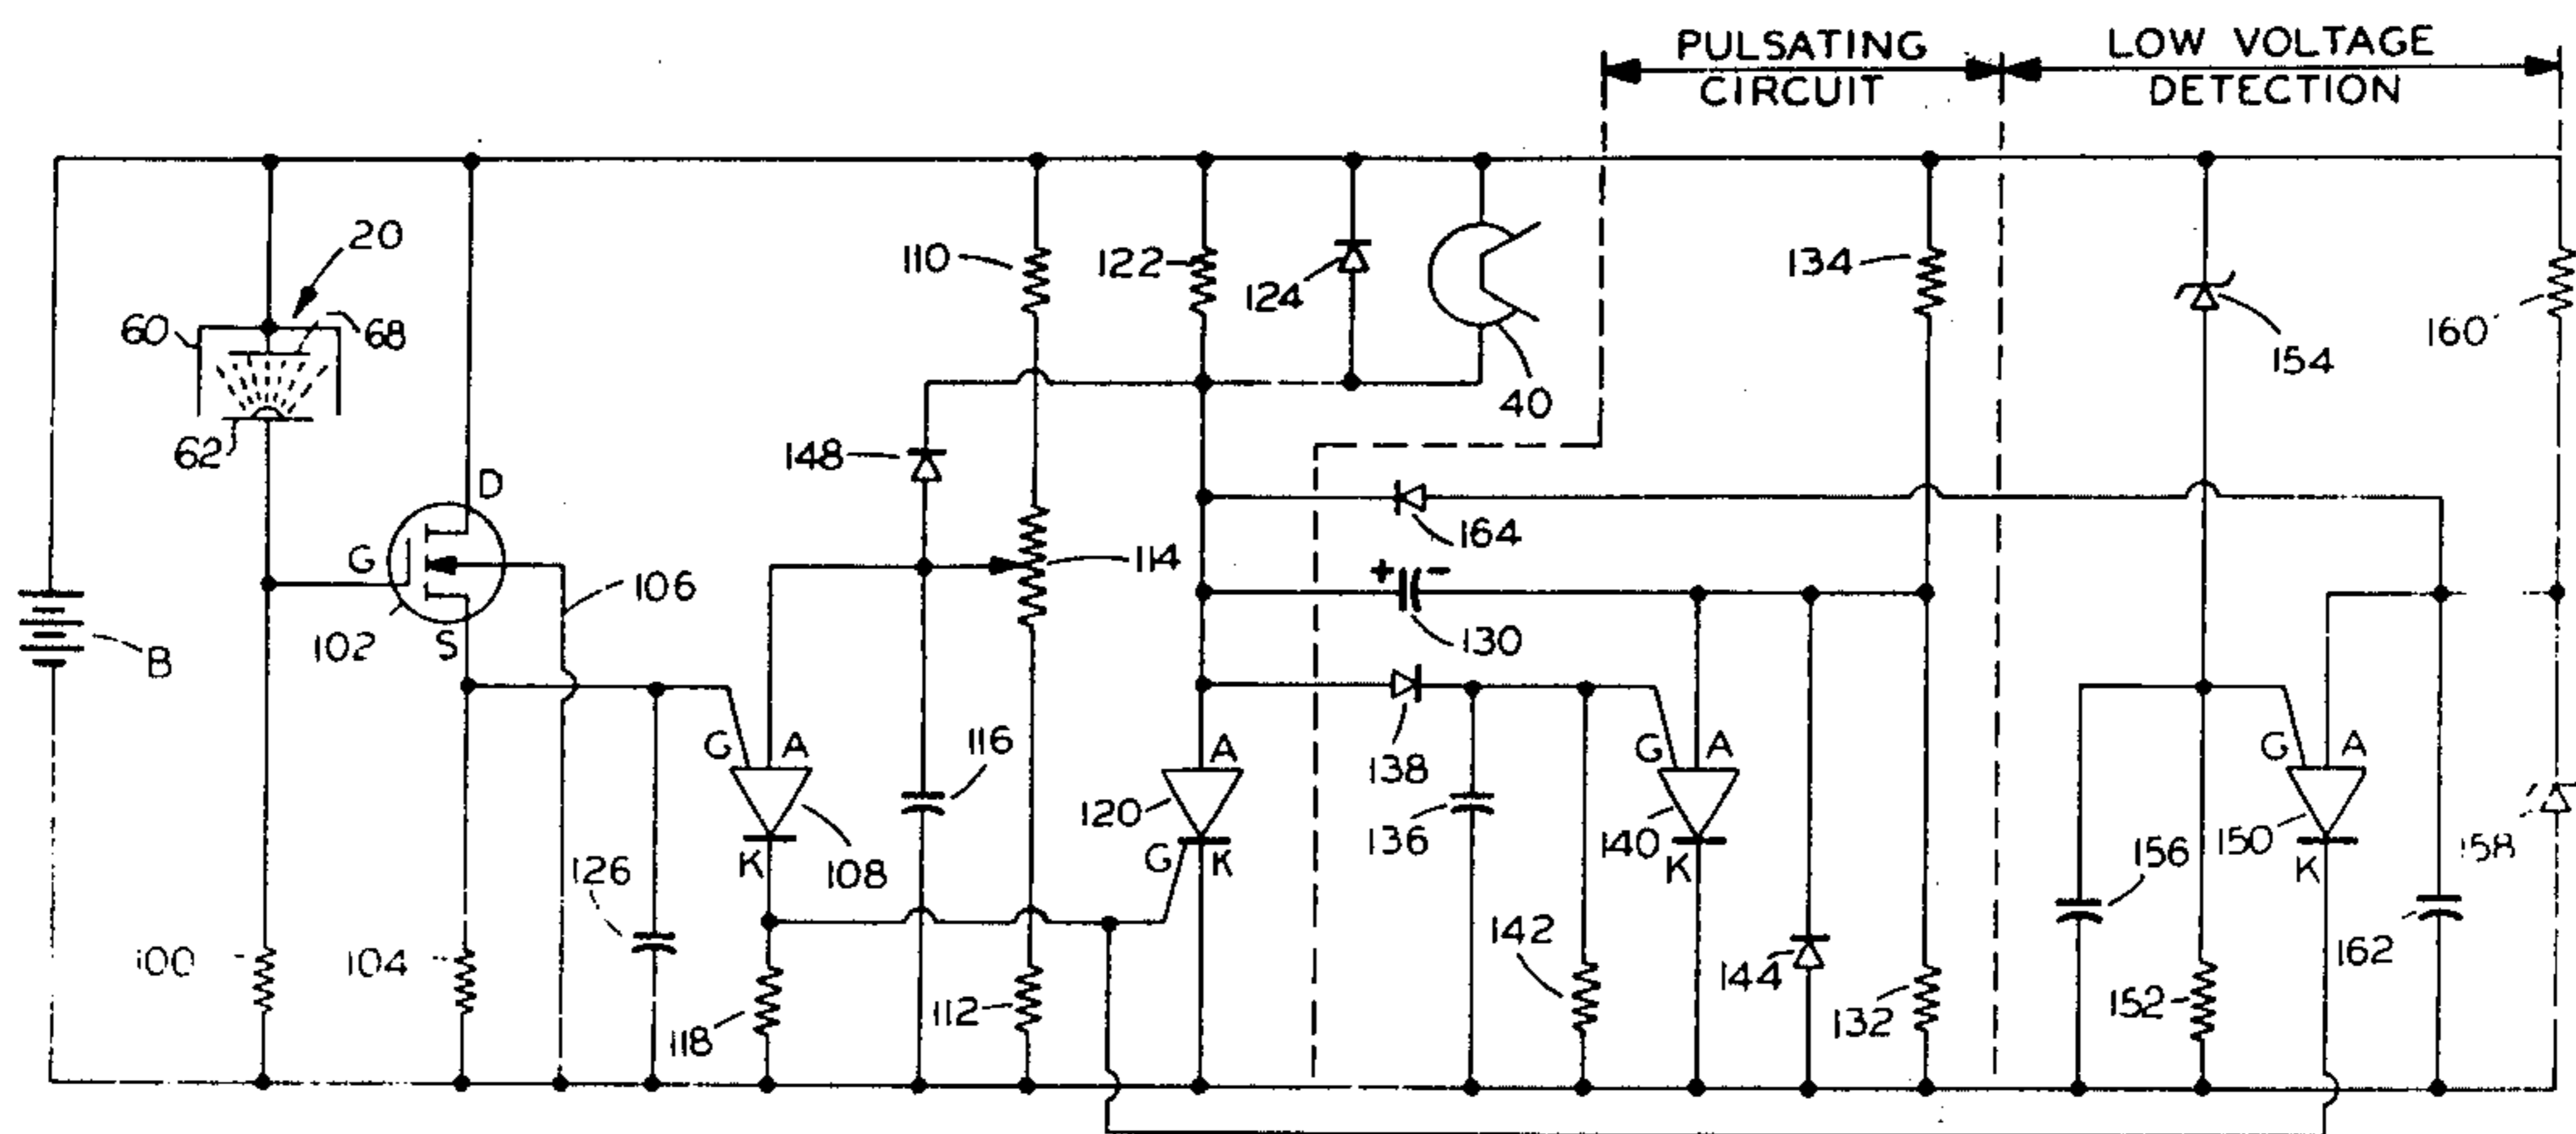 PULSATING CIRCUIT
LOW VOLTAGE DETECTION
20
60
68
62
110
122
124
40
134
154
160
148
D
G
S
102
106
114
164
+ -
130
B
G A
116
A
138
G A
G A
120
136
140
150
158
K
108
G K
K
K
126
156
142
162
100
104
118
112
144
132
152